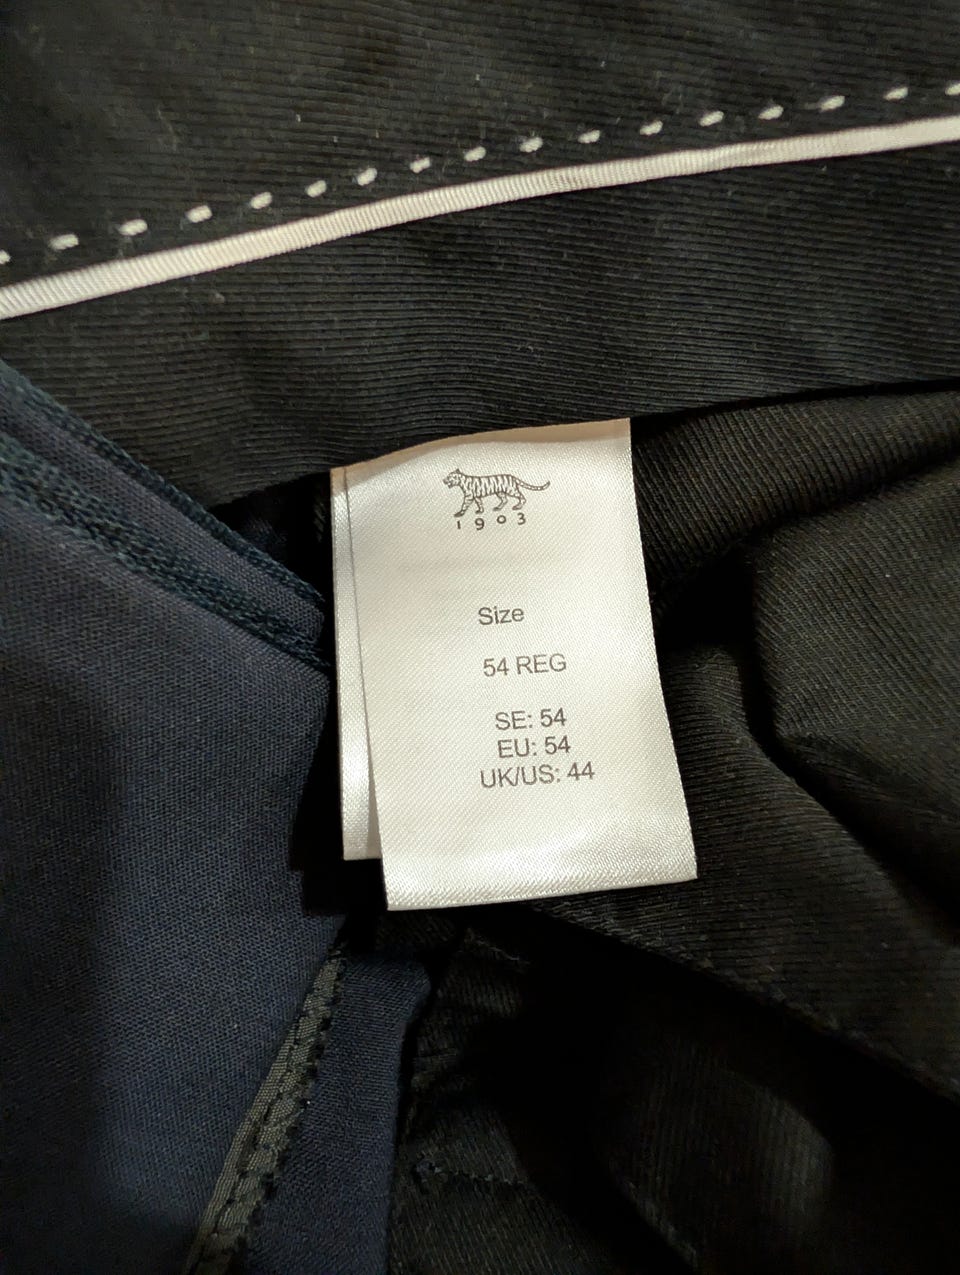 1903
Size
54 REG
SE: 54
EU: 54
UK/US: 44